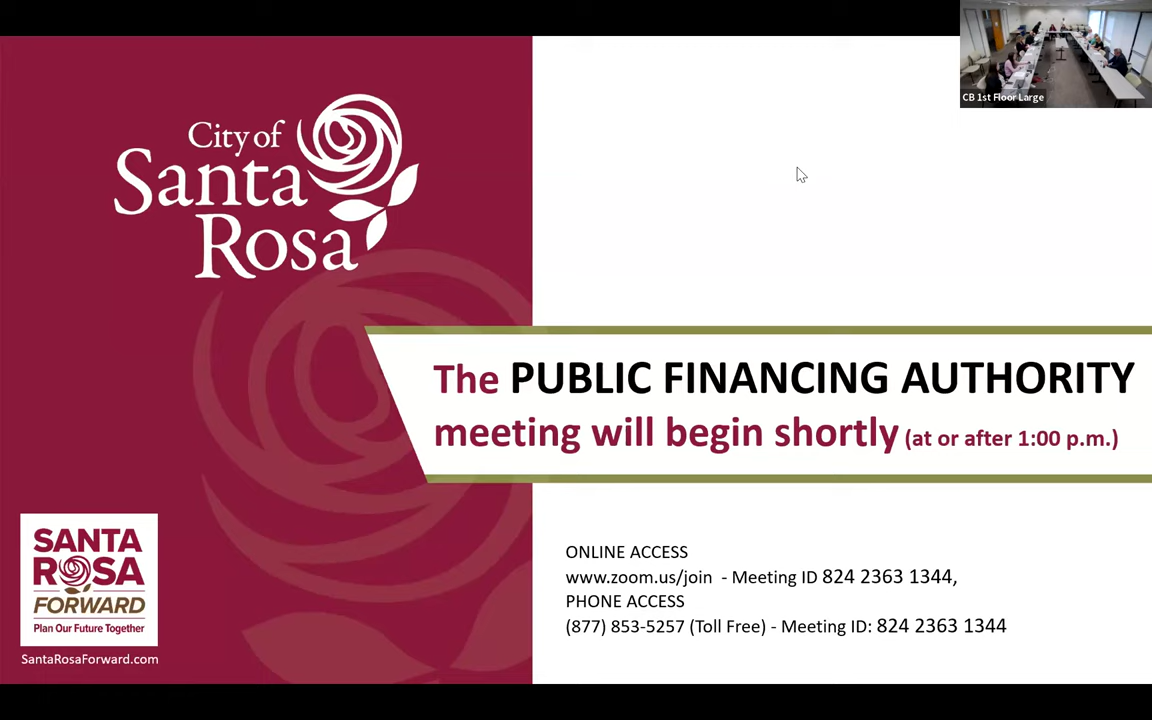 CB 1st Floor Large
City of
Santa
Rosa
The PUBLIC FINANCING AUTHORITY
meeting will begin shortly (at or after 1:00 p.m.)
SANTA
ROSA
FORWARD
Plan Our Future Together
SantaRosaForward.com
ONLINE ACCESS
www.zoom.us/join - Meeting ID 824 2363 1344,
PHONE ACCESS
(877) 853-5257 (Toll Free) - Meeting ID: 824 2363 1344